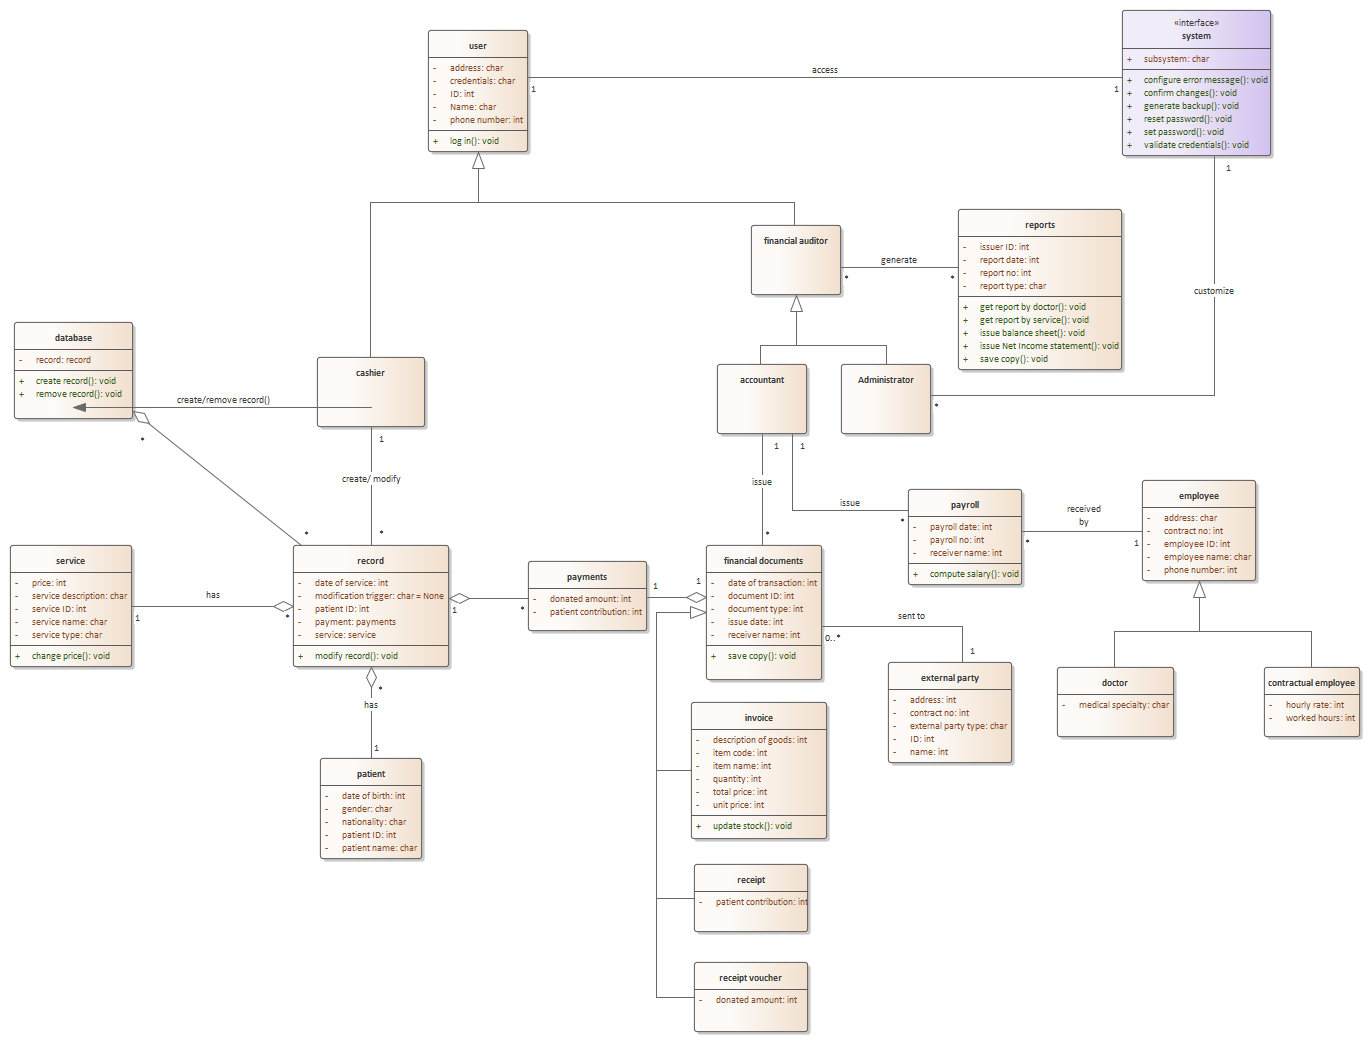 user
- address: char
- credentials: char
- ID: int
- Name: char
- phone number: int
+ log in(): void
access
1
1
«interface»
system
+ subsystem: char
+ configure error message(): void
+ confirm changes(): void
+ generate backup(): void
+ reset password(): void
+ set password(): void
+ validate credentials(): void
1
customize
*
financial auditor
generate
*
*
reports
- issuer ID: int
- report date: int
- report no: int
- report type: char
+ get report by doctor(): void
+ get report by service(): void
+ issue balance sheet(): void
+ issue Net Income statement(): void
+ save copy(): void
database
- record: record
+ create record(): void
+ remove record(): void
create/remove record()
cashier
accountant
Administrator
*
*
1
create/ modify
*
1
issue
*
1
issue
*
payroll
- payroll date: int
- payroll no: int
- receiver name: int
+ compute salary(): void
received
by
*
1
employee
- address: char
- contract no: int
- employee ID: int
- employee name: char
- phone number: int
service
- price: int
- service description: char
- service ID: int
- service name: char
- service type: char
+ change price(): void
has
1
*
record
- date of service: int
- modification trigger: char = None
- patient ID: int
- payment: payments
- service: service
+ modify record(): void
1
*
payments
- donated amount: int
- patient contribution: int
1
1
financial documents
- date of transaction: int
- document ID: int
- document type: int
- issue date: int
- receiver name: int
+ save copy(): void
sent to
0..*
1
external party
- address: int
- contract no: int
- external party type: char
- ID: int
- name: int
doctor
- medical specialty: char
contractual employee
- hourly rate: int
- worked hours: int
*
has
1
patient
- date of birth: int
- gender: char
- nationality: char
- patient ID: int
- patient name: char
invoice
- description of goods: int
- item code: int
- item name: int
- quantity: int
- total price: int
- unit price: int
+ update stock(): void
receipt
- patient contribution: int
receipt voucher
- donated amount: int